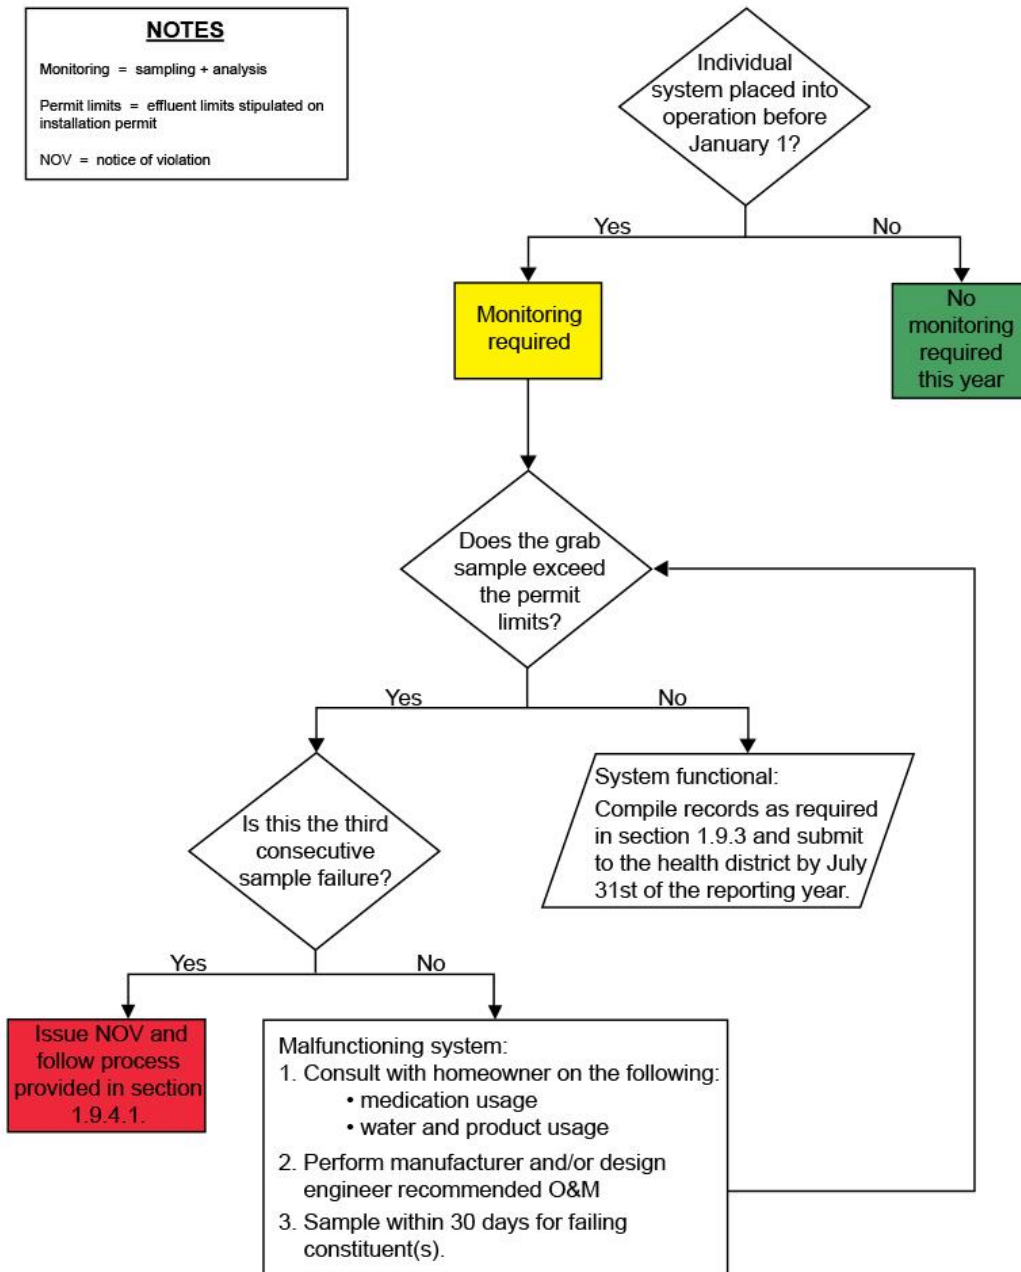 NOTES
Monitoring = sampling + analysis
Permit limits = effluent limits stipulated on
installation permit
NOV = notice of violation
Individual
system placed into
operation before
January 1?
Yes
No
Monitoring
required
No
monitoring
required
this year
Does the grab
sample exceed
the permit
limits?
Yes
No
Is this the third
consecutive
sample failure?
System functional:
Compile records as required
in section 1.9.3 and submit
to the health district by July
31st of the reporting year.
Yes
No
Issue NOV and
follow process
provided in section
1.9.4.1.
Malfunctioning system:
1. Consult with homeowner on the following:
• medication usage
• water and product usage
2. Perform manufacturer and/or design
engineer recommended O&M
3. Sample within 30 days for failing
constituent(s).